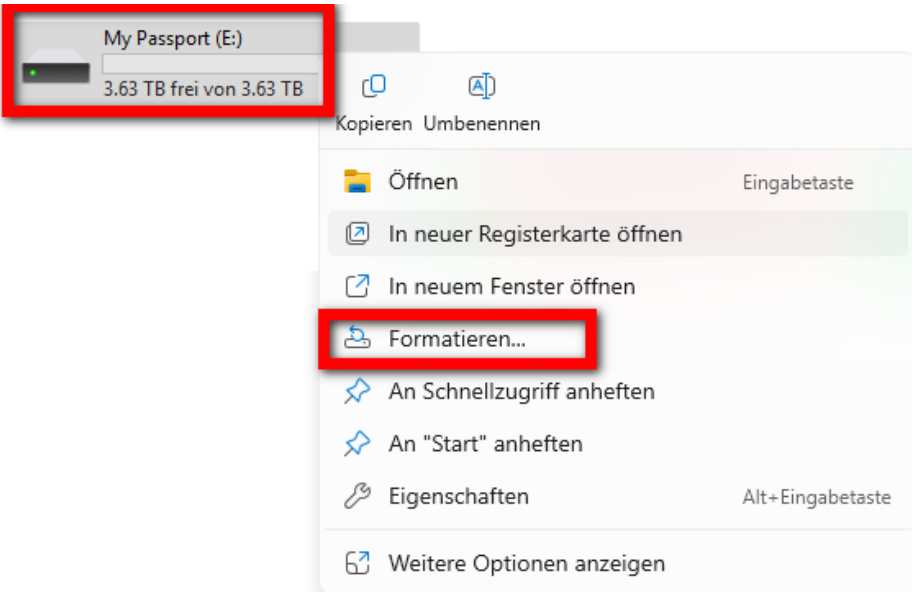 My Passport (E:)
3.63 TB frei von 3.63 TB
Kopieren Umbenennen
Öffnen Eingabetaste
In neuer Registerkarte öffnen
In neuem Fenster öffnen
Formatieren...
An Schnellzugriff anheften
An "Start" anheften
Eigenschaften Alt+Eingabetaste
Weitere Optionen anzeigen